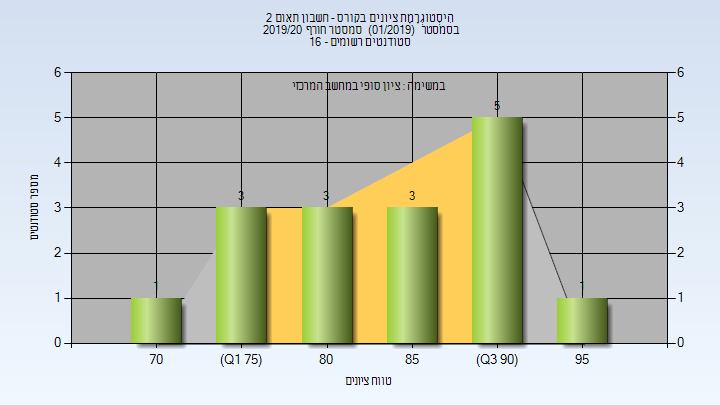 היסטוגרמת ציונים בקורס - חשבון תאום 2
בסמסטר (01/2019) סמסטר חורף 2019/20
סטודנטים רשומים - 16
במשימה : ציון סופי במחשב המרכזי
6 6
5 5
4 4
3 3
2 2
1 1
0 0
1 3 3 3 5 1
מספר סטודנטים
70 (Q1 75) 80 85 (Q3 90) 95
טווח ציונים